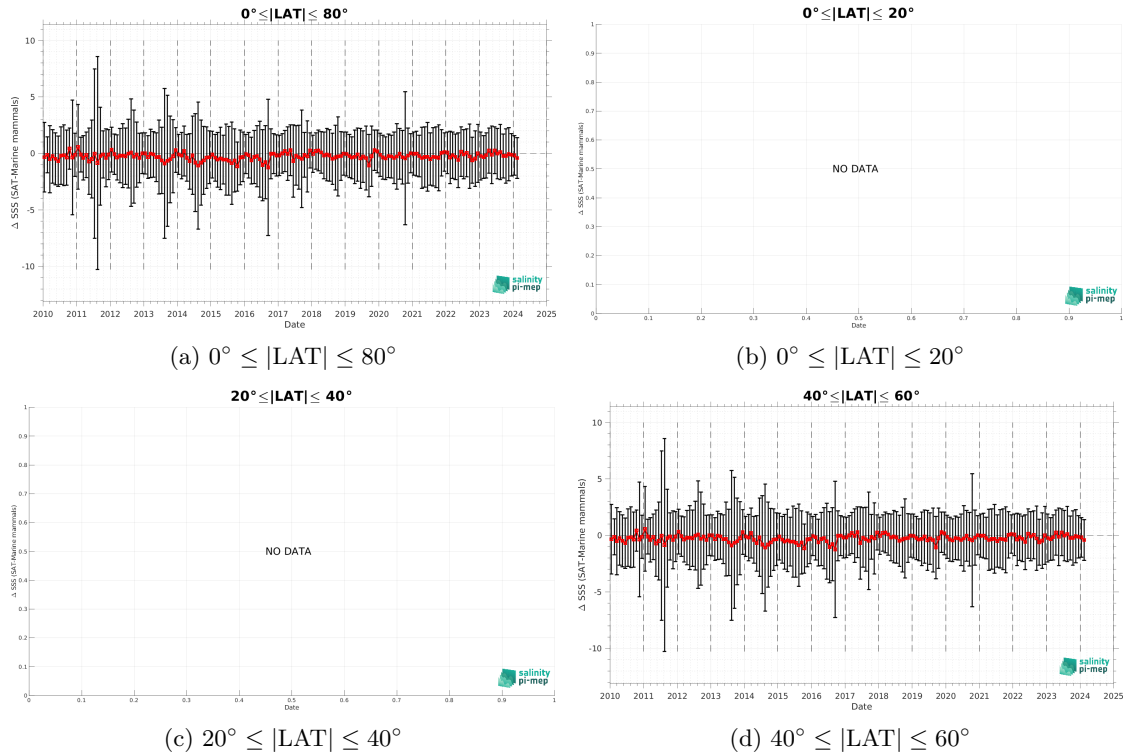 0°≤|LAT|≤ 80°
Δ SSS (SAT-Marine mammals)
10
5
0
-5
-10
salinity
pi-mep
2010 2011 2012 2013 2014 2015 2016 2017 2018 2019 2020 2021 2022 2023 2024 2025
Date
(a) 0° ≤ |LAT| ≤ 80°
0°≤|LAT|≤ 20°
Δ SSS (SAT-Marine mammals)
1
0.9
0.8
0.7
0.6
0.5
0.4
0.3
0.2
0.1
0
NO DATA
salinity
pi-mep
0 0.1 0.2 0.3 0.4 0.5 0.6 0.7 0.8 0.9 1
Date
(b) 0° ≤ |LAT| ≤ 20°
20°≤|LAT|≤ 40°
Δ SSS (SAT-Marine mammals)
1
0.9
0.8
0.7
0.6
0.5
0.4
0.3
0.2
0.1
0
NO DATA
salinity
pi-mep
0 0.1 0.2 0.3 0.4 0.5 0.6 0.7 0.8 0.9 1
Date
(c) 20° ≤ |LAT| ≤ 40°
40°≤|LAT|≤ 60°
Δ SSS (SAT-Marine mammals)
10
5
0
-5
-10
salinity
pi-mep
2010 2011 2012 2013 2014 2015 2016 2017 2018 2019 2020 2021 2022 2023 2024 2025
Date
(d) 40° ≤ |LAT| ≤ 60°